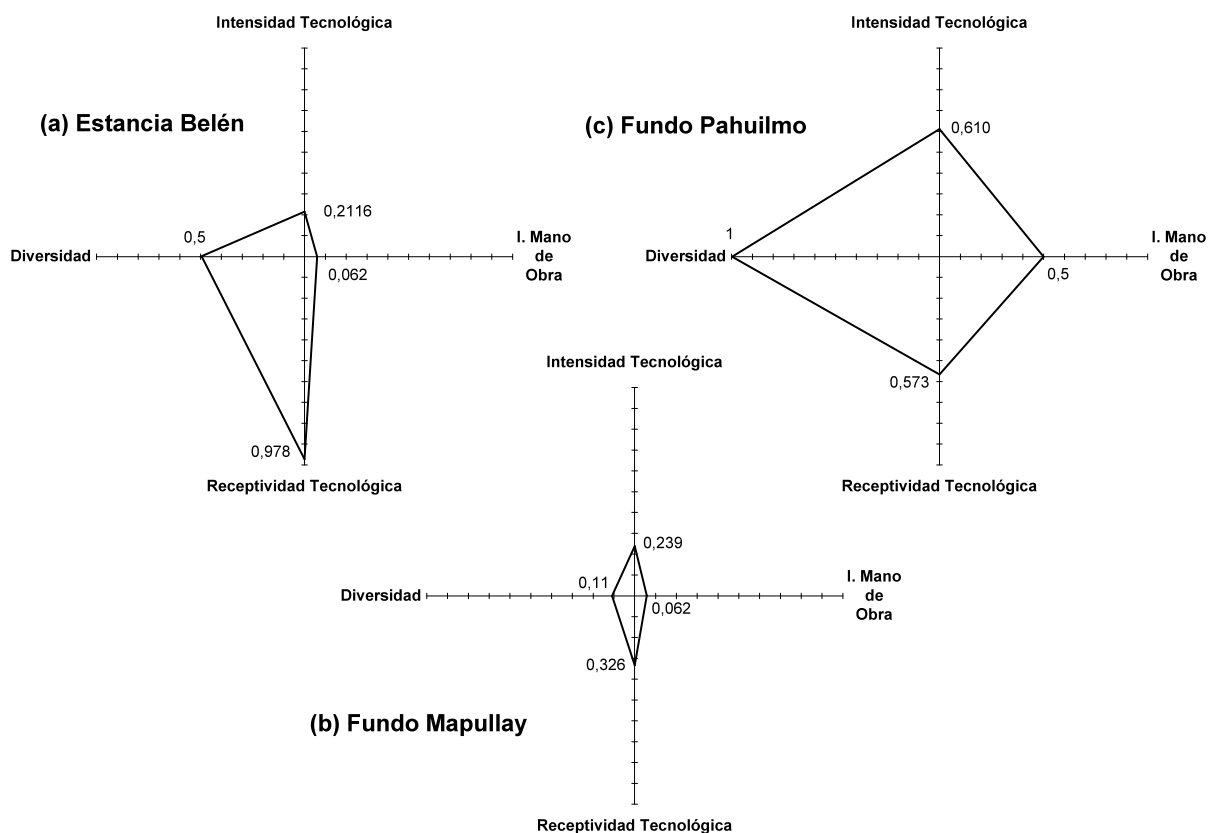 Intensidad Tecnológica
(a) Estancia Belén
0,2116
0,5
Diversidad
I. Mano
de
Obra
0,062
0,978
Receptividad Tecnológica
Intensidad Tecnológica
(c) Fundo Pahuilmo
0,610
1
Diversidad
I. Mano
de
Obra
0,5
0,573
Receptividad Tecnológica
Intensidad Tecnológica
0,239
0,11
Diversidad
I. Mano
de
Obra
0,062
0,326
(b) Fundo Mapullay
Receptividad Tecnológica